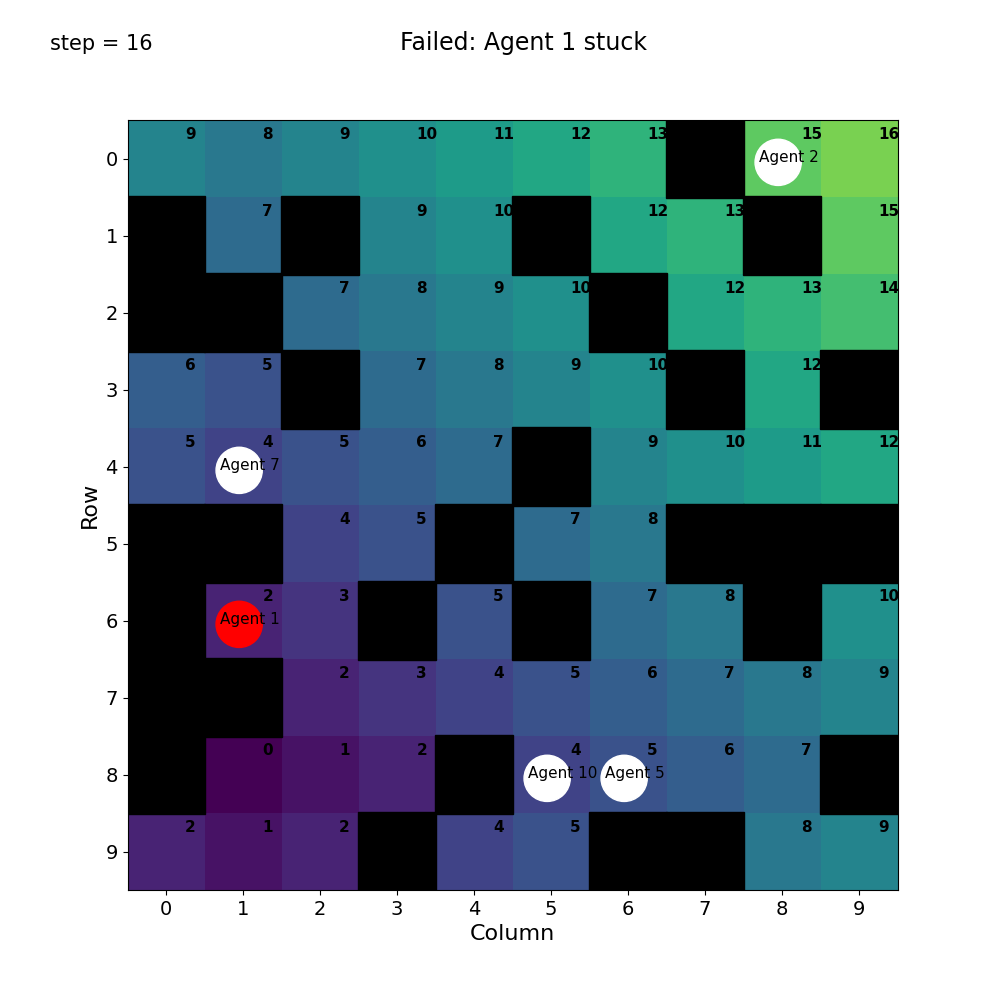 step = 16
Failed: Agent 1 stuck
9 8 9 10 11 12 13 15 16
0 Agent 2
7 9 10 12 13 15
1
7 8 9 10 12 13 14
2
6 5 7 8 9 10 12
3
5 4 5 6 7 9 10 11 12
4 Agent 7
4 5 7 8
5
2 3 5 7 8 10
6 Agent 1
2 3 4 5 6 7 8 9
7
0 1 2 4 5 6 7
8 Agent 10 Agent 5
2 1 2 4 5 8 9
9
Row
0 1 2 3 4 5 6 7 8 9
Column